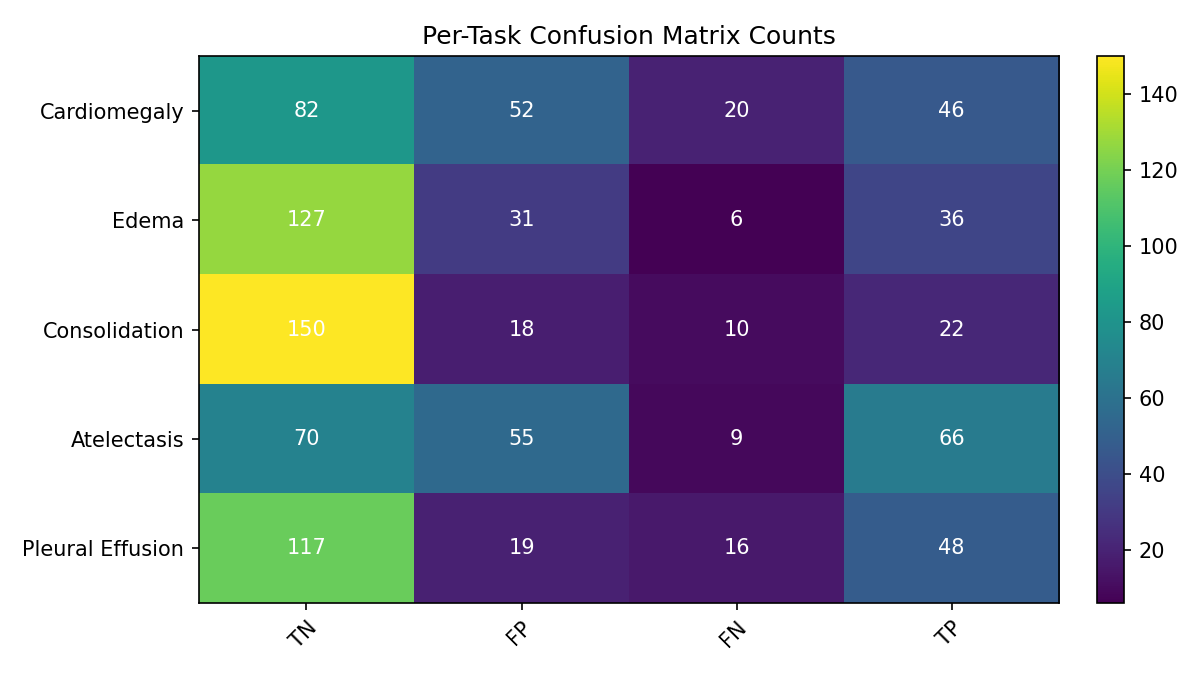 Per-Task Confusion Matrix Counts
Cardiomegaly 82 52 20 46
Edema 127 31 6 36
Consolidation 150 18 10 22
Atelectasis 70 55 9 66
Pleural Effusion 117 19 16 48
TN FP FN TP
140
120
100
80
60
40
20